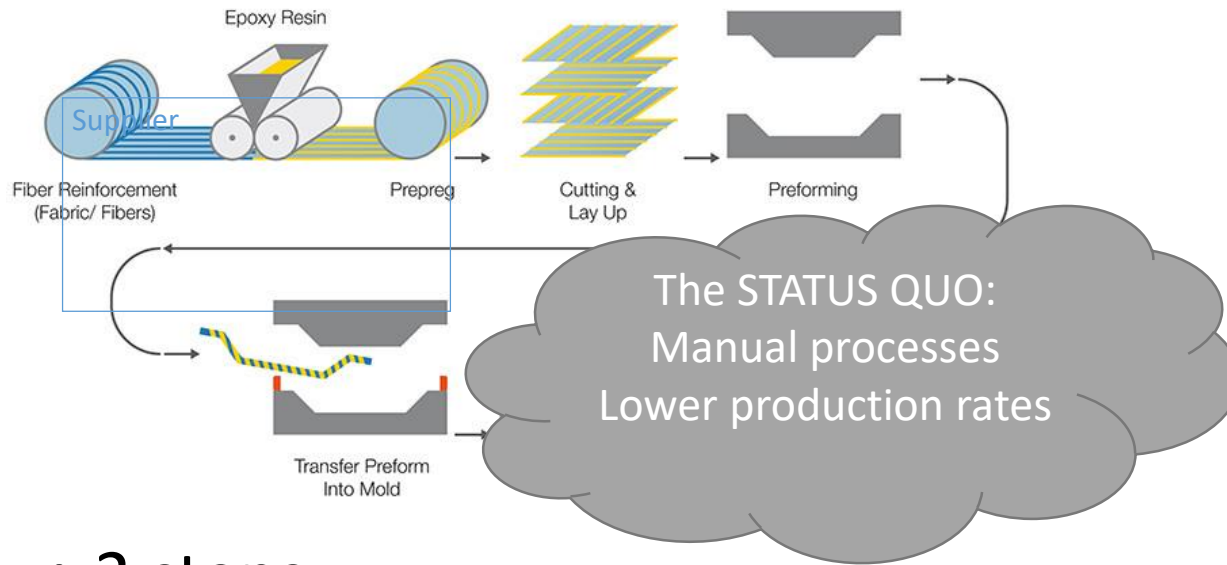 Epoxy Resin
Supplier
Fiber Reinforcement
(Fabric/ Fibers)
Prepreg
Cutting &
Lay Up
Preforming
The STATUS QUO:
Manual processes
Lower production rates
Transfer Preform
Into Mold